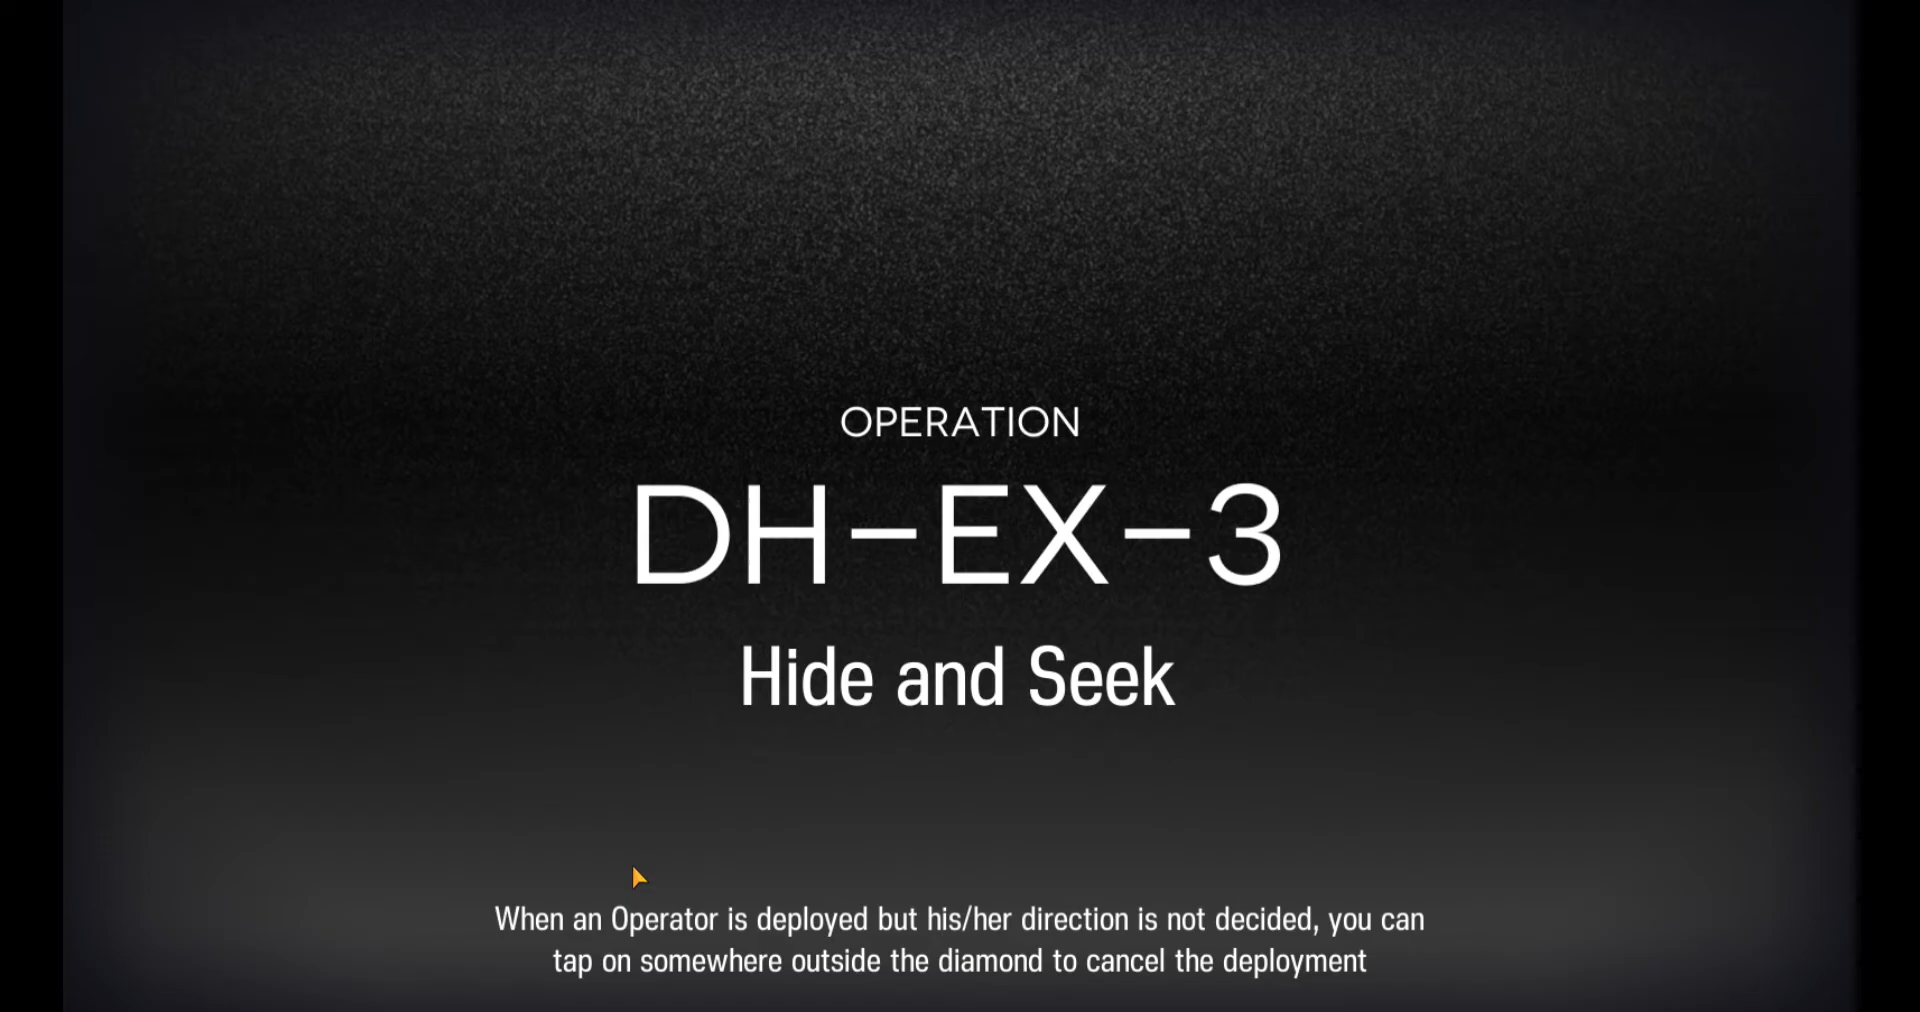 OPERATION
DH-EX-3
Hide and Seek
When an Operator is deployed but his/her direction is not decided, you can
tap on somewhere outside the diamond to cancel the deployment